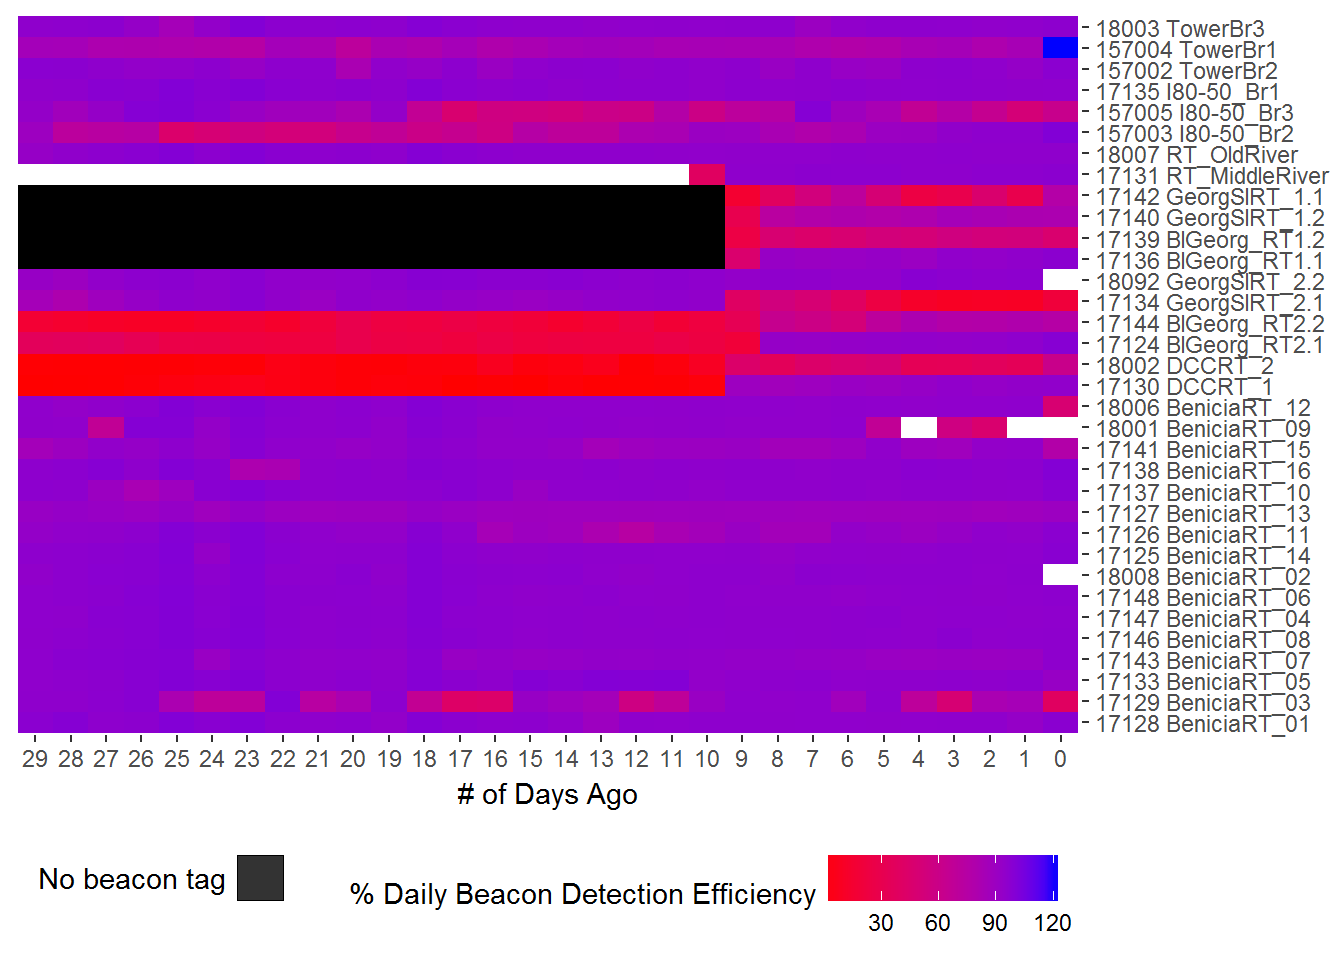 18003 TowerBr3
157004 TowerBr1
157002 TowerBr2
17135 I80-50_Br1
157005 I80-50_Br3
157003 I80-50_Br2
18007 RT_OldRiver
17131 RT_MiddleRiver
17142 GeorgSlRT_1.1
17140 GeorgSlRT_1.2
17139 BlGeorg_RT1.2
17136 BlGeorg_RT1.1
18092 GeorgSlRT_2.2
17134 GeorgSlRT_2.1
17144 BlGeorg_RT2.2
17124 BlGeorg_RT2.1
18002 DCCRT_2
17130 DCCRT_1
18006 BeniciaRT_12
18001 BeniciaRT_09
17141 BeniciaRT_15
17138 BeniciaRT_16
17137 BeniciaRT_10
17127 BeniciaRT_13
17126 BeniciaRT_11
17125 BeniciaRT_14
18008 BeniciaRT_02
17148 BeniciaRT_06
17147 BeniciaRT_04
17146 BeniciaRT_08
17143 BeniciaRT_07
17133 BeniciaRT_05
17129 BeniciaRT_03
17128 BeniciaRT_01
29 28 27 26 25 24 23 22 21 20 19 18 17 16 15 14 13 12 11 10 9 8 7 6 5 4 3 2 1 0
# of Days Ago
No beacon tag
% Daily Beacon Detection Efficiency
30 60 90 120